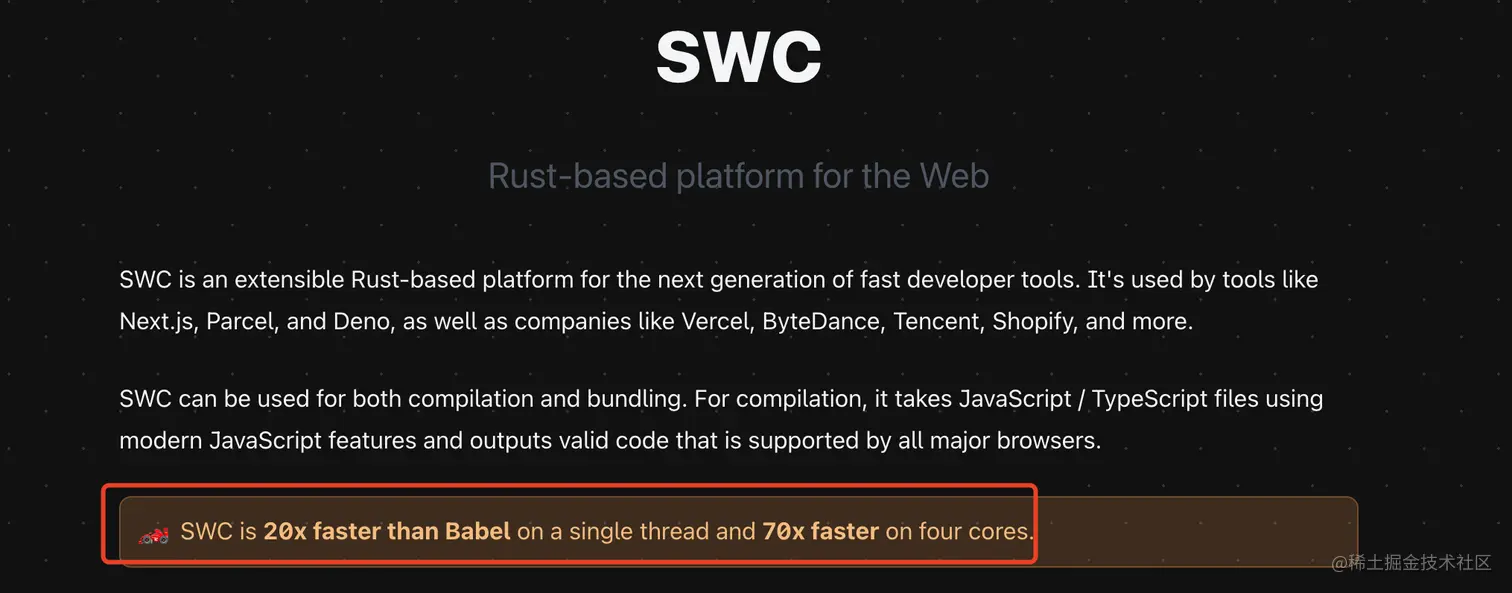 SWC
Rust-based platform for the Web
SWC is an extensible Rust-based platform for the next generation of fast developer tools. It's used by tools like
Next.js, Parcel, and Deno, as well as companies like Vercel, ByteDance, Tencent, Shopify, and more.
SWC can be used for both compilation and bundling. For compilation, it takes JavaScript / TypeScript files using
modern JavaScript features and outputs valid code that is supported by all major browsers.
🏎️ SWC is 20x faster than Babel on a single thread and 70x faster on four cores.
@稀土掘金技术社区